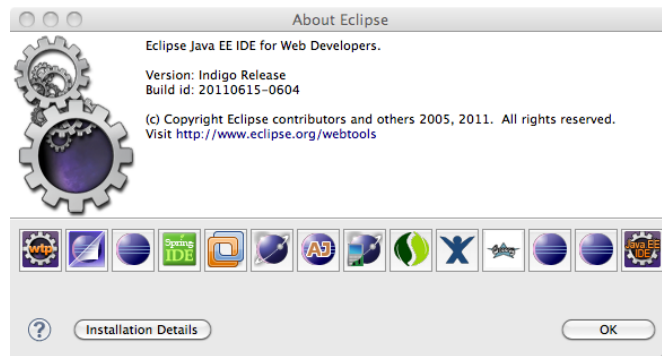 About Eclipse
Eclipse Java EE IDE for Web Developers.
Version: Indigo Release
Build id: 20110615-0604
(c) Copyright Eclipse contributors and others 2005, 2011.  All rights reserved.
Visit http://www.eclipse.org/webtools
wtp
Spring
IDE
AJ
Java EE
IDE
?
Installation Details
OK